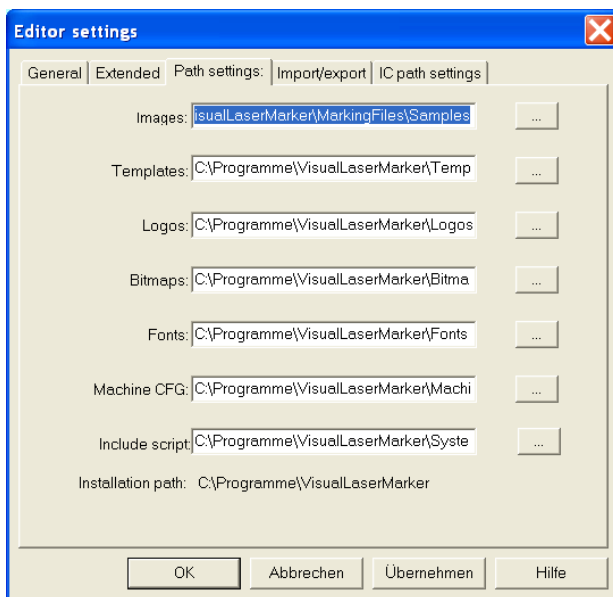 Editor settings
General Extended Path settings: Import/export IC path settings
Images: isualLaserMarker\MarkingFiles\Samples ...
Templates: C:\Programme\VisualLaserMarker\Temp ...
Logos: C:\Programme\VisualLaserMarker\Logos ...
Bitmaps: C:\Programme\VisualLaserMarker\Bitma ...
Fonts: C:\Programme\VisualLaserMarker\Fonts ...
Machine CFG: C:\Programme\VisualLaserMarker\Machi ...
Include script: C:\Programme\VisualLaserMarker\Syste ...
Installation path: C:\Programme\VisualLaserMarker
OK Abbrechen Übernehmen Hilfe